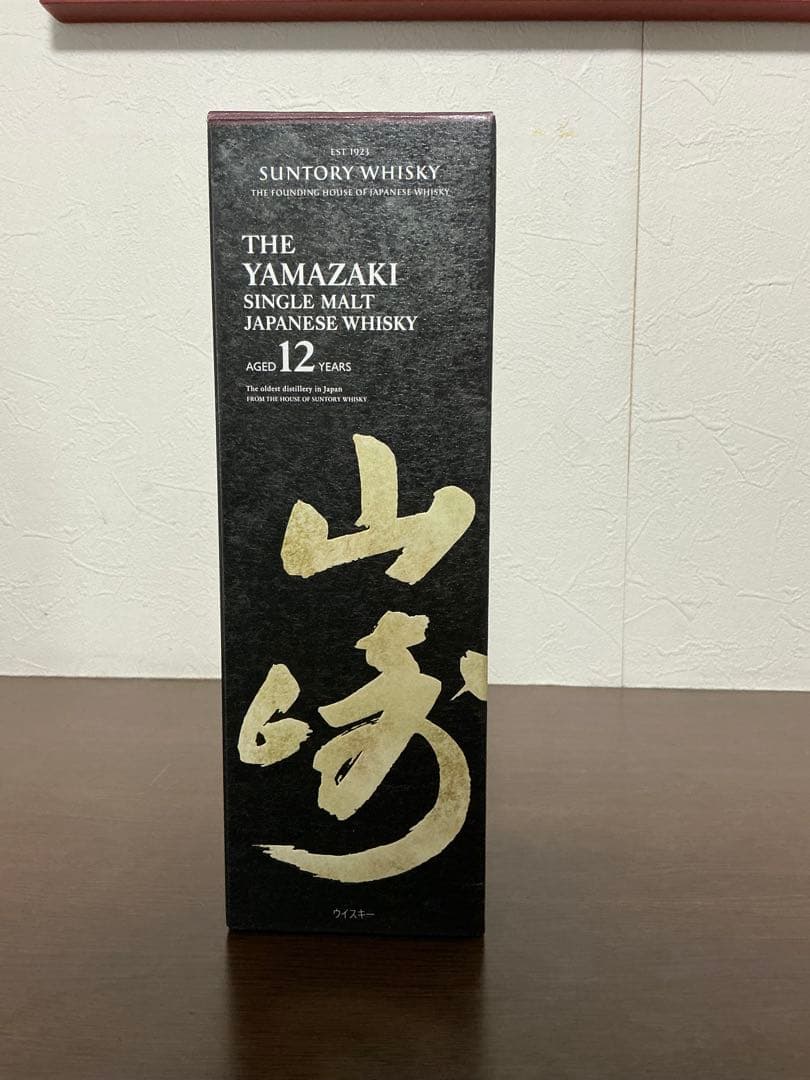 EST 1923
SUNTORY WHISKY
THE FOUNDING HOUSE OF JAPANESE WHISKY
THE
YAMAZAKI
SINGLE MALT
JAPANESE WHISKY
AGED 12 YEARS
The oldest distillery in Japan
FROM THE HOUSE OF SUNTORY WHISKY
山
崎
ウイスキー